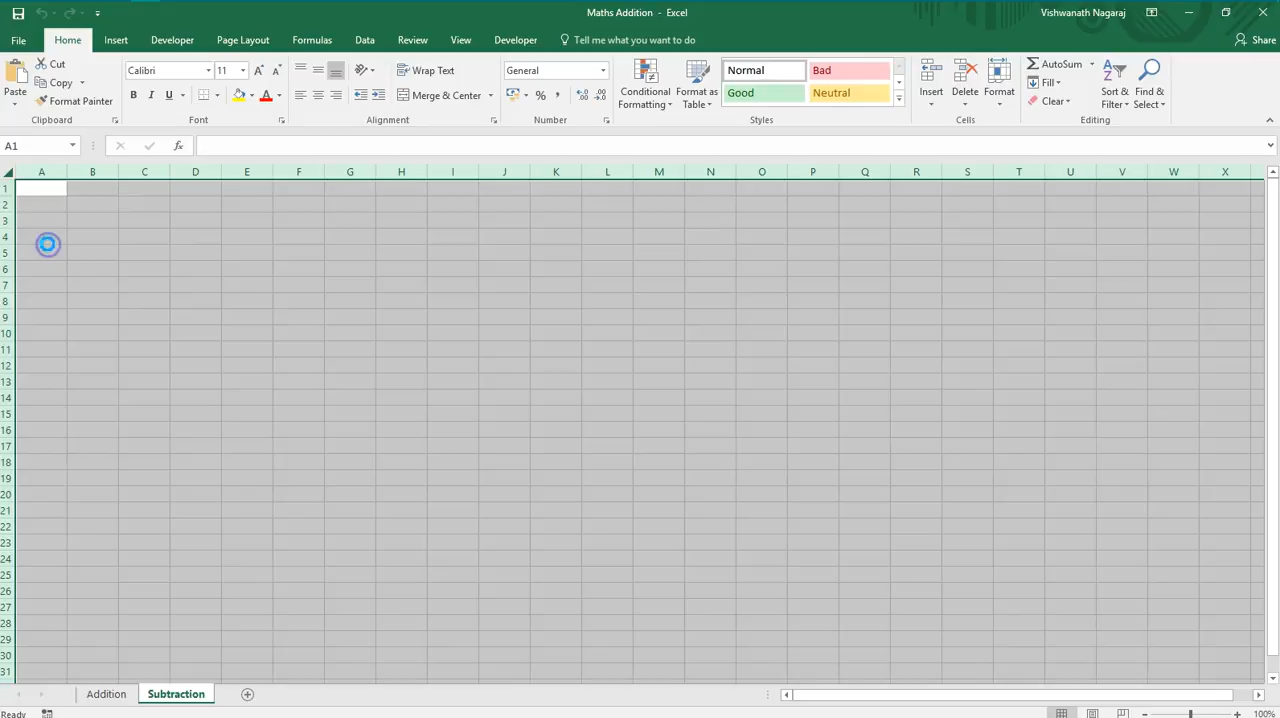 Maths Addition - Excel
Vishwanath Nagaraj
File Home Insert Developer Page Layout Formulas Data Review View Developer Tell me what you want to do Share
Paste
Cut
Copy
Format Painter
Clipboard
Calibri 11
B I U
Font
Wrap Text
Merge & Center
Alignment
General
%
Number
Conditional Formatting
Format as Table
Normal Bad
Good Neutral
Styles
Insert Delete Format
Cells
AutoSum
Fill
Clear
Sort & Filter
Find & Select
Editing
A1 fx
A B C D E F G H I J K L M N O P Q R S T U V W X
1
2
3
4
5
6
7
8
9
10
11
12
13
14
15
16
17
18
19
20
21
22
23
24
25
26
27
28
29
30
31
Addition Subtraction
Ready 100%